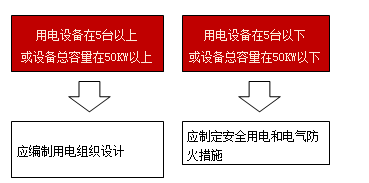 用电设备在5台以上
或设备总容量在50KW以上
用电设备在5台以下
或设备总容量在50KW以下
应编制用电组织设计
应制定安全用电和电气防
火措施